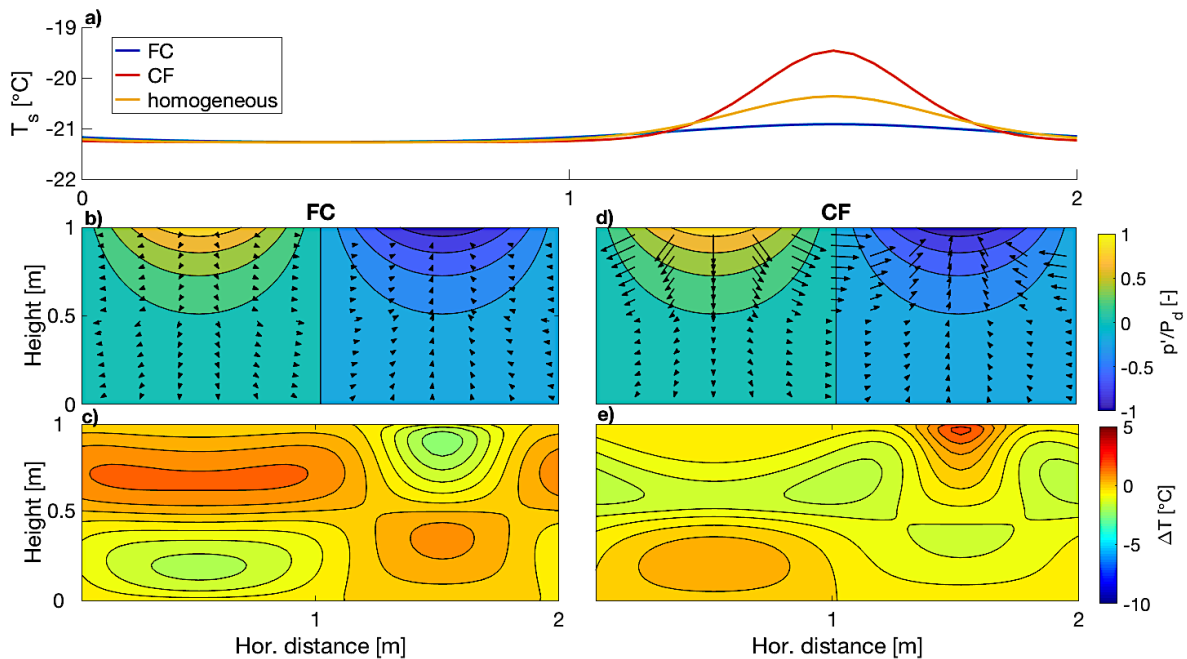 a)
-19
-20
-21
-22
T_s [°C]
FC
CF
homogeneous
0
1
2
b)
FC
d)
CF
1
0.5
0
Height [m]
1
0.5
0
-0.5
-1
p'/P_d [-]
c)
e)
1
0.5
0
Height [m]
1
2
Hor. distance [m]
1
2
Hor. distance [m]
5
0
-5
-10
ΔT [°C]